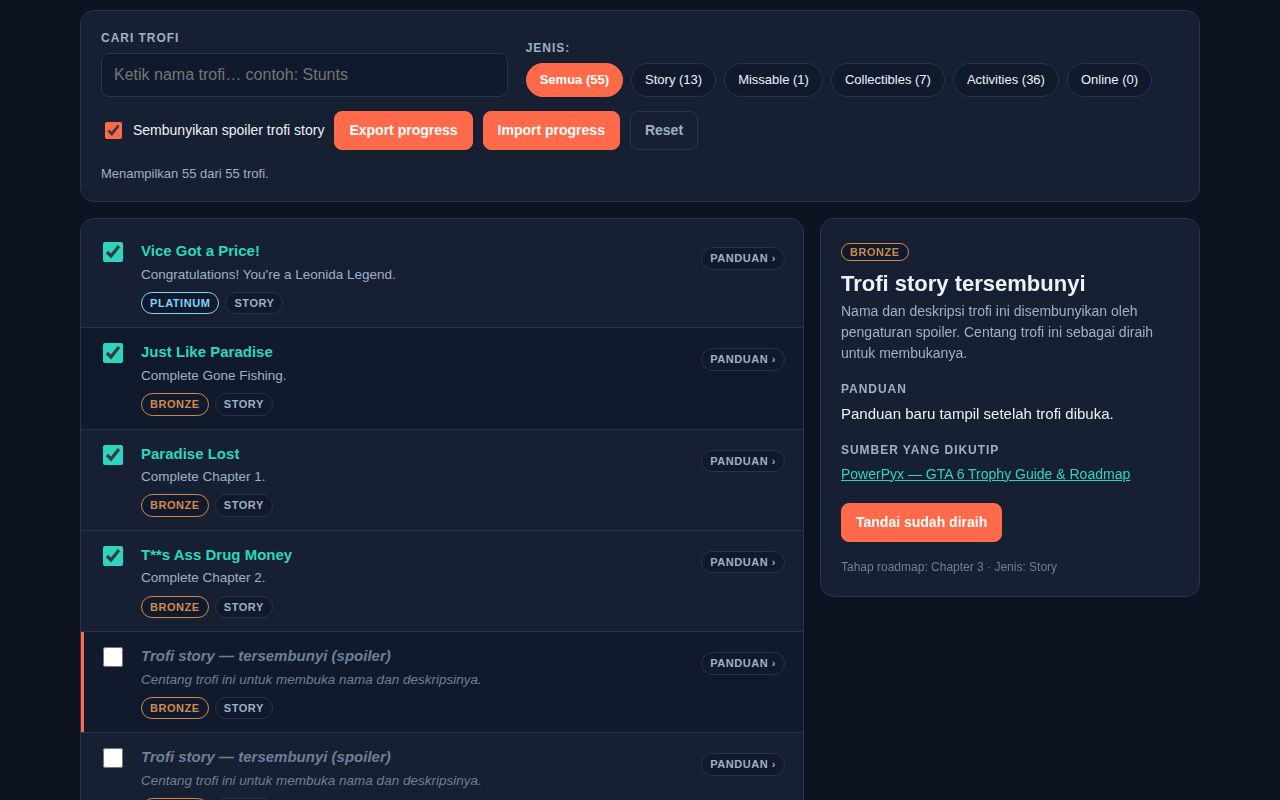 CARI TROFI
Ketik nama trofi… contoh: Stunts
JENIS:
Semua (55)
Story (13)
Missable (1)
Collectibles (7)
Activities (36)
Online (0)
Sembunyikan spoiler trofi story
Export progress
Import progress
Reset
Menampilkan 55 dari 55 trofi.
Vice Got a Price!
Congratulations! You're a Leonida Legend.
PLATINUM
STORY
PANDUAN ›
Just Like Paradise
Complete Gone Fishing.
BRONZE
STORY
PANDUAN ›
Paradise Lost
Complete Chapter 1.
BRONZE
STORY
PANDUAN ›
T**s Ass Drug Money
Complete Chapter 2.
BRONZE
STORY
PANDUAN ›
Trofi story — tersembunyi (spoiler)
Centang trofi ini untuk membuka nama dan deskripsinya.
BRONZE
STORY
PANDUAN ›
Trofi story — tersembunyi (spoiler)
Centang trofi ini untuk membuka nama dan deskripsinya.
PANDUAN ›
BRONZE
Trofi story tersembunyi
Nama dan deskripsi trofi ini disembunyikan oleh
pengaturan spoiler. Centang trofi ini sebagai diraih
untuk membukanya.
PANDUAN
Panduan baru tampil setelah trofi dibuka.
SUMBER YANG DIKUTIP
PowerPyx — GTA 6 Trophy Guide & Roadmap
Tandai sudah diraih
Tahap roadmap: Chapter 3 · Jenis: Story